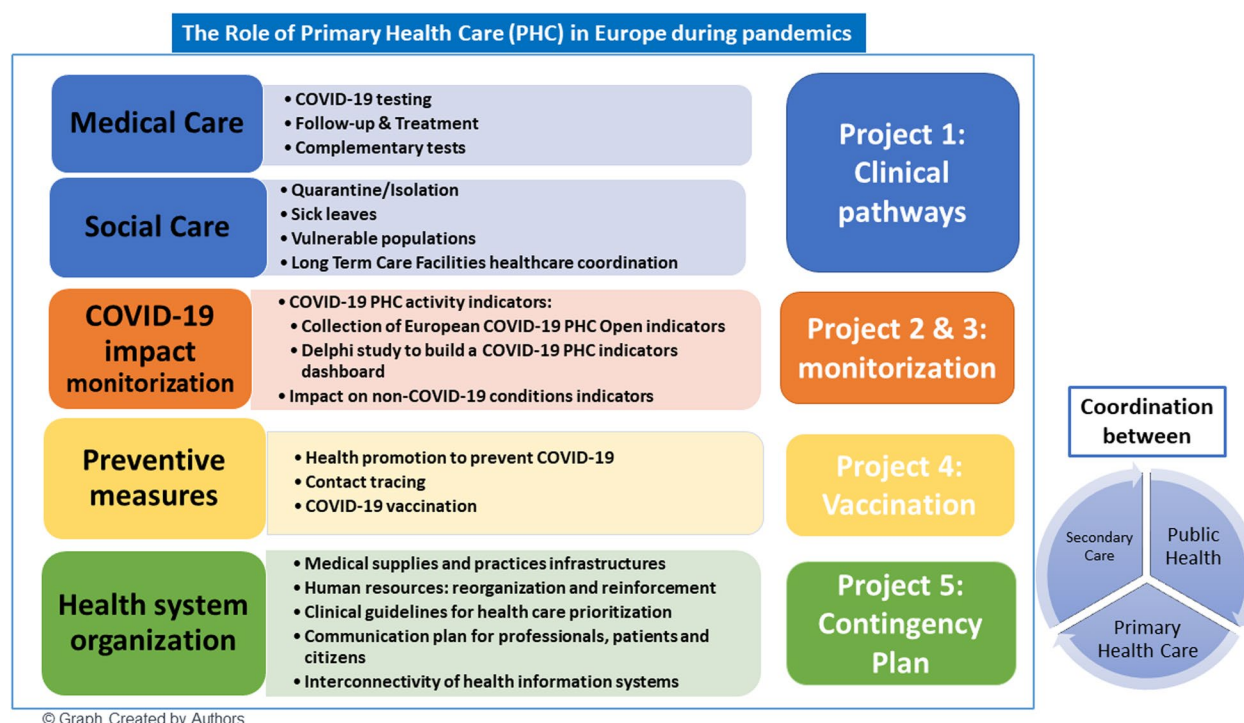 The Role of Primary Health Care (PHC) in Europe during pandemics
Medical Care
• COVID-19 testing
• Follow-up & Treatment
• Complementary tests
Project 1:
Clinical
pathways
Social Care
• Quarantine/Isolation
• Sick leaves
• Vulnerable populations
• Long Term Care Facilities healthcare coordination
COVID-19
impact
monitorization
• COVID-19 PHC activity indicators:
• Collection of European COVID-19 PHC Open indicators
• Delphi study to build a COVID-19 PHC indicators
dashboard
• Impact on non-COVID-19 conditions indicators
Project 2 & 3:
monitorization
Preventive
measures
• Health promotion to prevent COVID-19
• Contact tracing
• COVID-19 vaccination
Project 4:
Vaccination
Health system
organization
• Medical supplies and practices infrastructures
• Human resources: reorganization and reinforcement
• Clinical guidelines for health care prioritization
• Communication plan for professionals, patients and
citizens
• Interconnectivity of health information systems
Project 5:
Contingency
Plan
Coordination
between
Secondary
Care
Public
Health
Primary
Health Care
© Graph Created by Authors